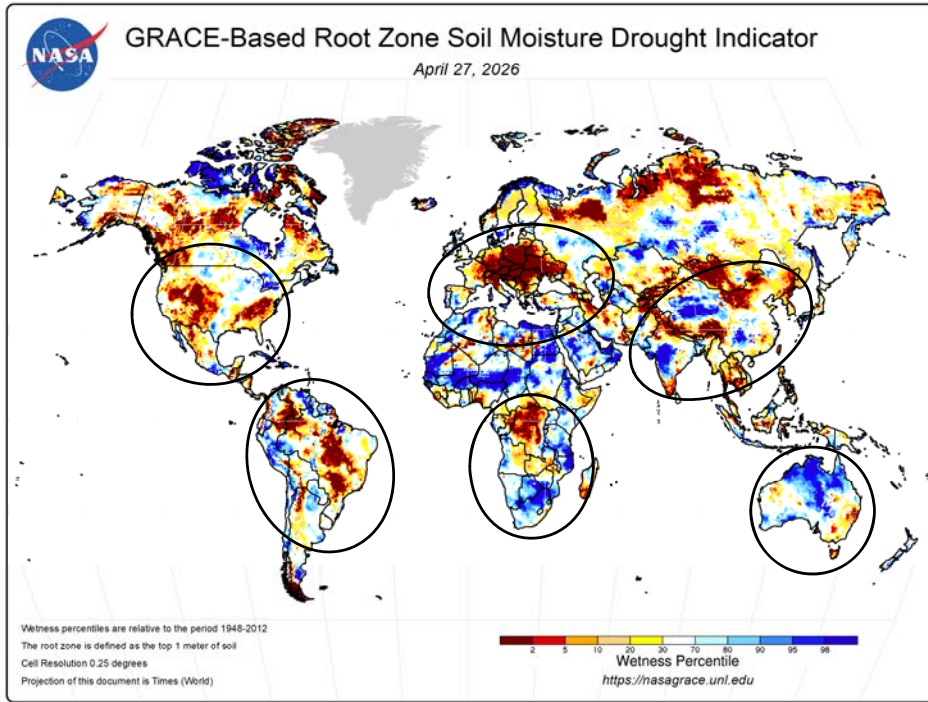 NASA
GRACE-Based Root Zone Soil Moisture Drought Indicator
April 27, 2026
Wetness percentiles are relative to the period 1948-2012
The root zone is defined as the top 1 meter of soil
Cell Resolution 0.25 degrees
Projection of this document is Times (World)
2 5 10 20 30 70 80 90 95 98
Wetness Percentile
https://nasagrace.unl.edu